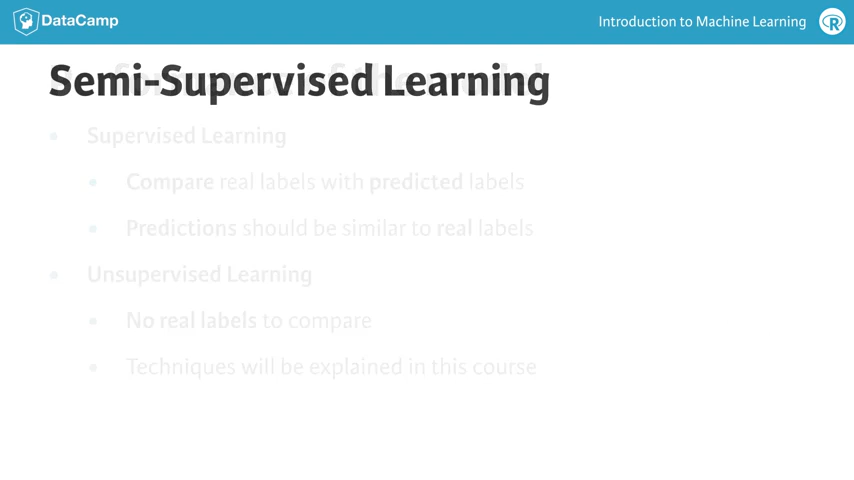 DataCamp
Introduction to Machine Learning
R
Semi-Supervised Learning
• Supervised Learning
• Compare real labels with predicted labels
• Predictions should be similar to real labels
• Unsupervised Learning
• No real labels to compare
• Techniques will be explained in this course